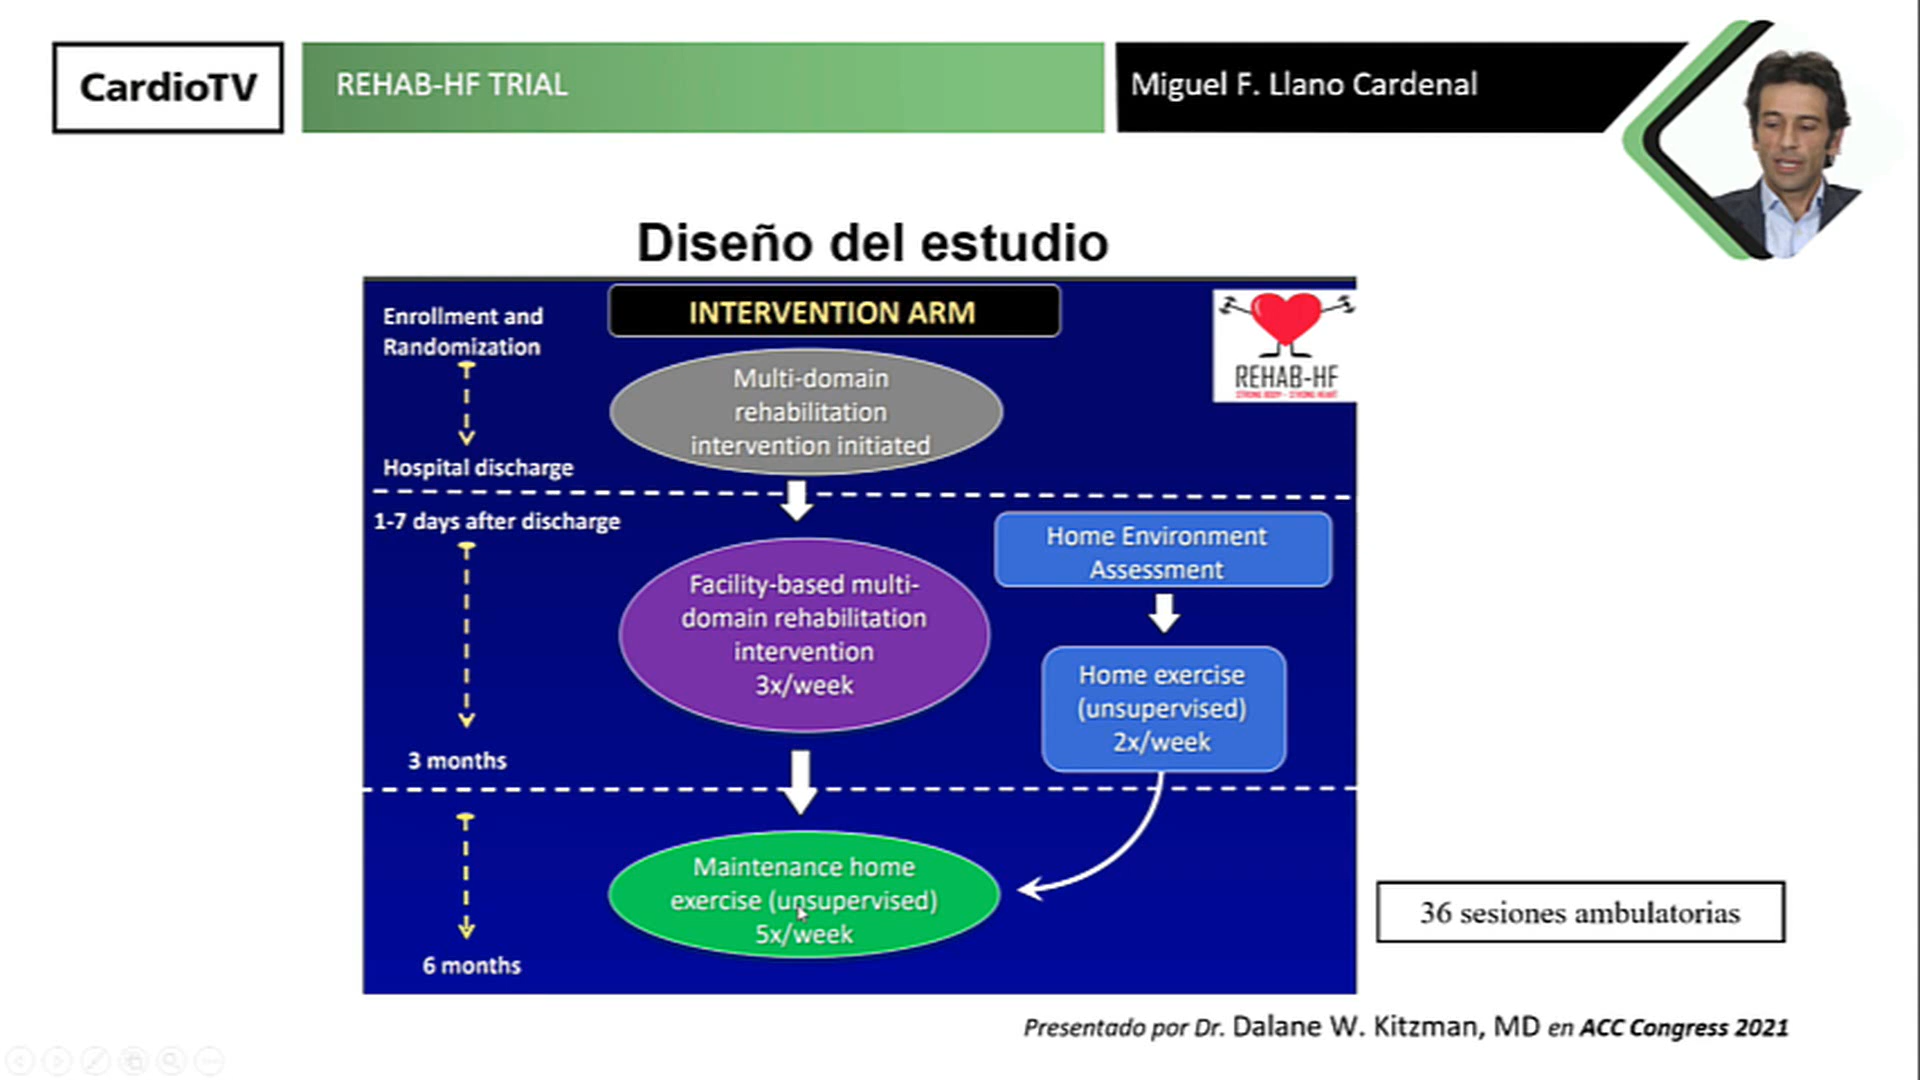 CardioTV
REHAB-HF TRIAL
Miguel F. Llano Cardenal
Diseño del estudio
INTERVENTION ARM
Enrollment and
Randomization
Multi-domain
rehabilitation
intervention initiated
REHAB-HF
STRONG BODY - STRONG HEART
Hospital discharge
1-7 days after discharge
Facility-based multi-
domain rehabilitation
intervention
3x/week
Home Environment
Assessment
Home exercise
(unsupervised)
2x/week
3 months
Maintenance home
exercise (unsupervised)
5x/week
6 months
36 sesiones ambulatorias
Presentado por Dr. Dalane W. Kitzman, MD en ACC Congress 2021